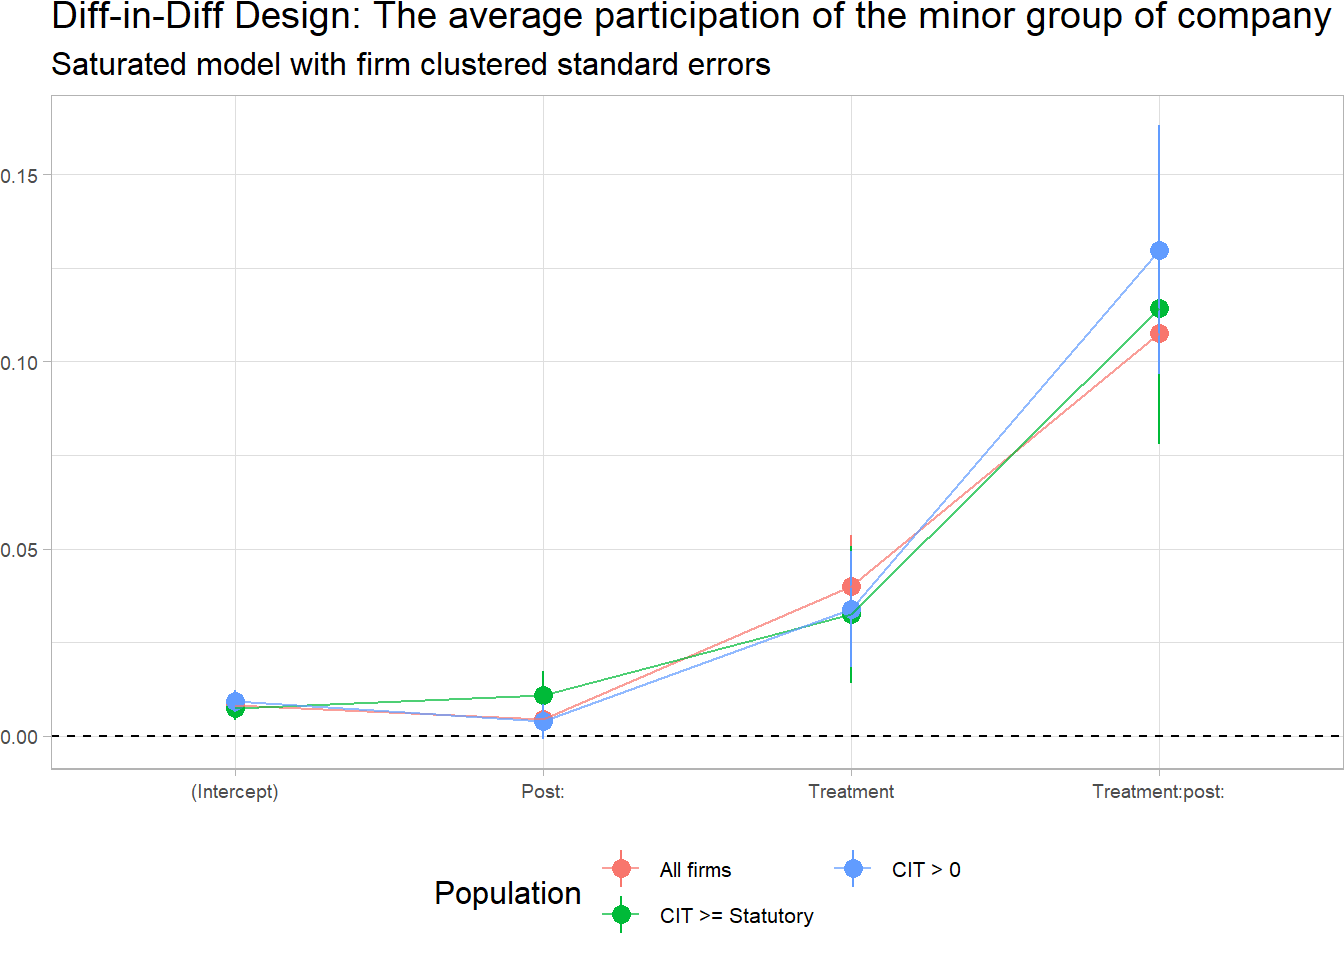 Diff-in-Diff Design: The average participation of the minor group of company
Saturated model with firm clustered standard errors
0.15
0.10
0.05
0.00
(Intercept) Post: Treatment Treatment:post:
Population
All firms
CIT > 0
CIT >= Statutory